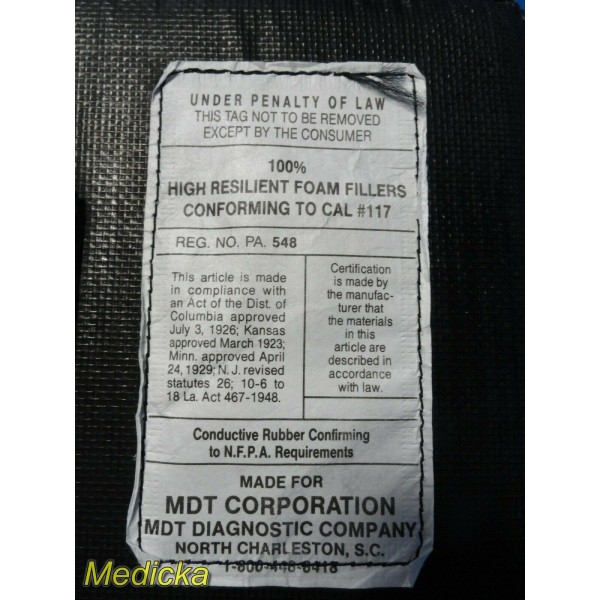 UNDER PENALTY OF LAW
THIS TAG NOT TO BE REMOVED
EXCEPT BY THE CONSUMER
100%
HIGH RESILIENT FOAM FILLERS
CONFORMING TO CAL #117
REG. NO. PA. 548
This article is made
in compliance with
an Act of the Dist. of
Columbia approved
July 3, 1926; Kansas
approved March 1923;
Minn. approved April
24, 1929; N.J. revised
statutes 26; 10-6 to
18 La. Act 467-1948.
Certification
is made by
the manufac-
turer that
the materials
in this
article are
described in
accordance
with law.
Conductive Rubber Confirming
to N.F.P.A. Requirements
MADE FOR
MDT CORPORATION
MDT DIAGNOSTIC COMPANY
NORTH CHARLESTON, S.C.
1-800-448-8418
Medicka